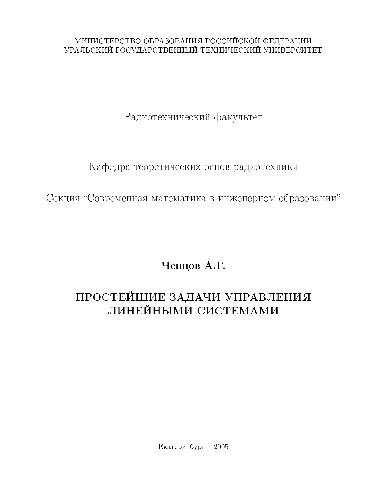 МИНИСТЕРСТВО ОБРАЗОВАНИЯ РОССИЙСКОЙ ФЕДЕРАЦИИ
УРАЛЬСКИЙ ГОСУДАРСТВЕННЫЙ ТЕХНИЧЕСКИЙ УНИВЕРСИТЕТ
Радиотехнический факультет
Кафедра теоретических основ радиотехники
Секция "Современная математика в инженерном образовании"
Ченцов А.Г.
ПРОСТЕЙШИЕ ЗАДАЧИ УПРАВЛЕНИЯ
ЛИНЕЙНЫМИ СИСТЕМАМИ
2005